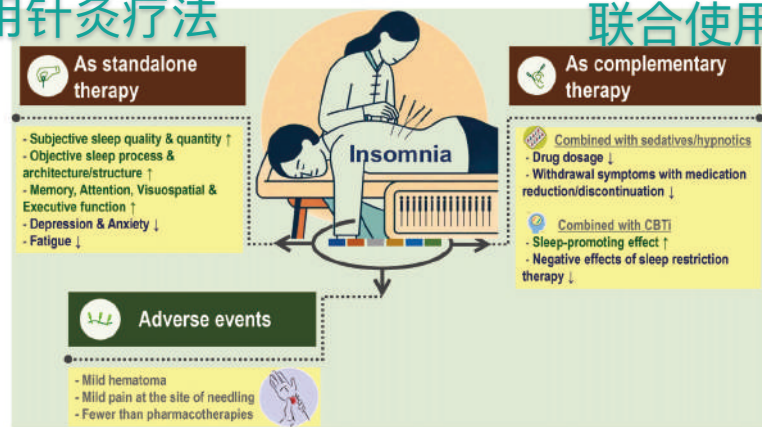 用针灸疗法
联合使用
As standalone
therapy
- Subjective sleep quality & quantity ↑
- Objective sleep process &
architecture/structure ↑
- Memory, Attention, Visuospatial &
Executive function ↑
- Depression & Anxiety ↓
- Fatigue ↓
Insomnia
As complementary
therapy
Combined with sedatives/hypnotics
- Drug dosage ↓
- Withdrawal symptoms with medication
reduction/discontinuation ↓
Combined with CBTi
- Sleep-promoting effect ↑
- Negative effects of sleep restriction
therapy ↓
Adverse events
- Mild hematoma
- Mild pain at the site of needling
- Fewer than pharmacotherapies